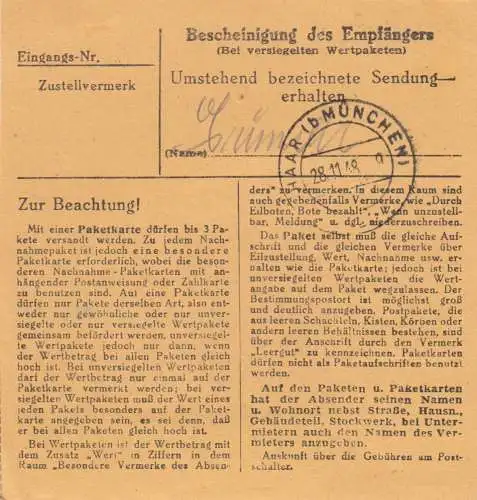 Eingangs-Nr.
Zustellvermerk
Bescheinigung des Empfängers
(Bei versiegelten Wertpaketen)
Umstehend bezeichnete Sendung
erhalten
(Name)
HAAR (b MÜNCHEN)
28.11.48
a
Zur Beachtung!
Mit einer Paketkarte dürfen bis 3 Pa-
kete versandt werden. Zu jedem Nach-
nahmepaket ist jedoch eine besondere
Paketkarte erforderlich, wobei die beson-
deren Nachnahme-Paketkarten mit an-
hängender Postanweisung oder Zahlkarte
zu benutzen sind. Auf eine Paketkarte
dürfen nur Pakete derselben Art, also ent-
weder nur gewöhnliche oder nur unver-
siegelte oder nur versiegelte Wertpakete
gemeinsam befördert werden, unversiegel-
te Wertpakete jedoch nur dann, wenn
der Wertbetrag bei allen Paketen gleich
hoch ist. Bei unversiegelten Wertpaketen
darf der Wertbetrag nur einmal auf der
Paketkarte vermerkt werden; bei ver-
siegelten Wertpaketen muß der Wert eines
jeden Pakets besonders auf der Paket-
karte angegeben sein, es sei denn, daß
er bei allen Paketen gleich hoch ist.
Bei Wertpaketen ist der Wertbetrag mit
dem Zusatz „Wert" in Ziffern in dem
Raum „Besondere Vermerke des Absen-
ders" zu vermerken. In diesem Raum sind
auch gegebenenfalls Vermerke, wie „Durch
Eilboten, Bote bezahlt", „Wenn unzustell-
bar, Meldung" u. dgl. niederzuschreiben.
Das Paket selbst muß die gleiche Auf-
schrift und die gleichen Vermerke über
Eilzustellung, Wert, Nachnahme usw. er-
halten wie die Paketkarte; jedoch ist bei
unversiegelten Wertpaketen die Wert-
angabe auf dem Paket wegzulassen. Der
Bestimmungspostort ist möglichst groß
und deutlich anzugeben. Postpakete, die
aus leeren Schachteln, Kisten, Körben oder
andern leeren Behältnissen bestehen, sind
über der Anschrift durch den Vermerk
„Leergut" zu kennzeichnen. Paketkarten
dürfen nicht als Paketaufschriften benutzt
werden.
Auf den Paketen u. Paketkarten
hat der Absender seinen Namen
u. Wohnort nebst Straße, Hausn.,
Gebäudeteil, Stockwerk, bei Unter-
mietern auch den Namen des Ver-
mieters anzugeben.
Auskunft über die Gebühren am Post-
schalter.